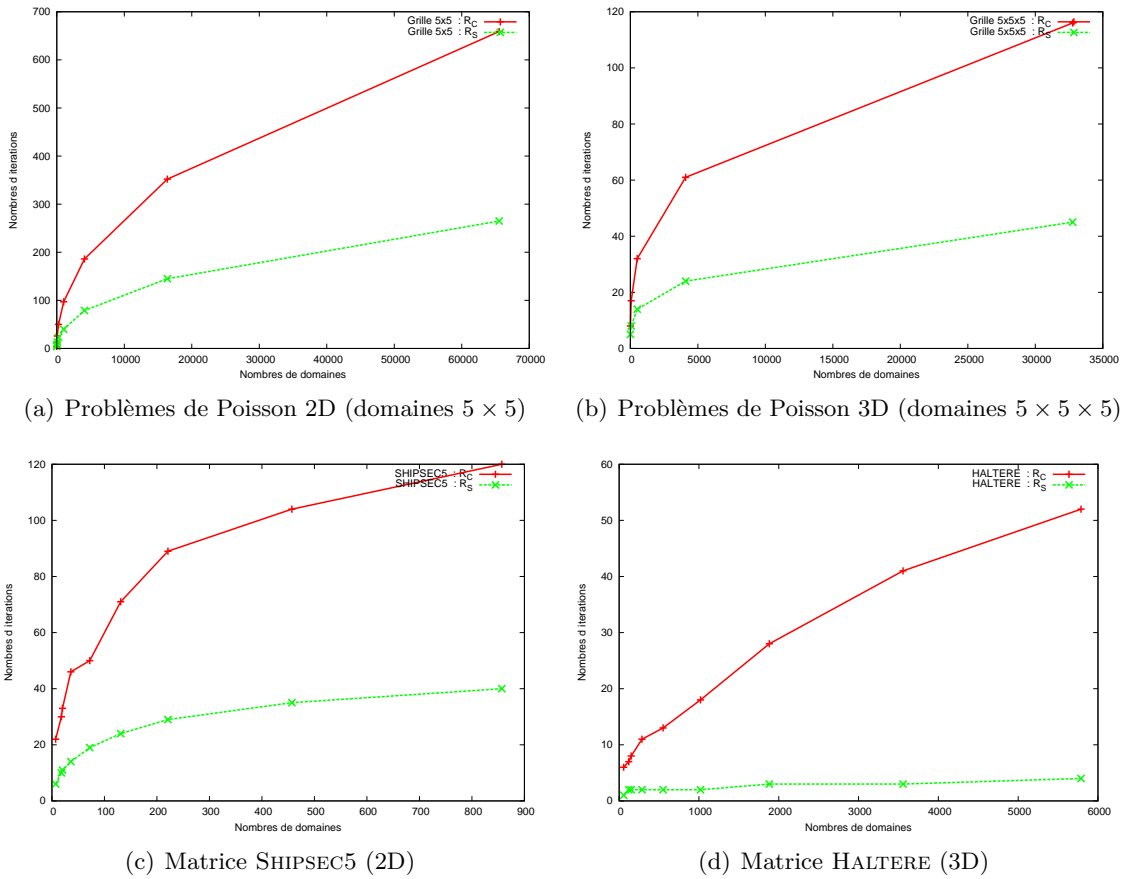 Grille 5x5 : R_C
Grille 5x5 : R_S
700
600
500
400
300
200
100
0
Nombres d iterations
0 10000 20000 30000 40000 50000 60000 70000
Nombres de domaines
(a) Problèmes de Poisson 2D (domaines 5 × 5)
Grille 5x5x5 : R_C
Grille 5x5x5 : R_S
120
100
80
60
40
20
0
Nombres d iterations
0 5000 10000 15000 20000 25000 30000 35000
Nombres de domaines
(b) Problèmes de Poisson 3D (domaines 5 × 5 × 5)
SHIPSEC5 : R_C
SHIPSEC5 : R_S
120
100
80
60
40
20
0
Nombres d iterations
0 100 200 300 400 500 600 700 800 900
Nombres de domaines
(c) Matrice SHIPSEC5 (2D)
HALTERE : R_C
HALTERE : R_S
60
50
40
30
20
10
0
Nombres d iterations
0 1000 2000 3000 4000 5000 6000
Nombres de domaines
(d) Matrice HALTERE (3D)